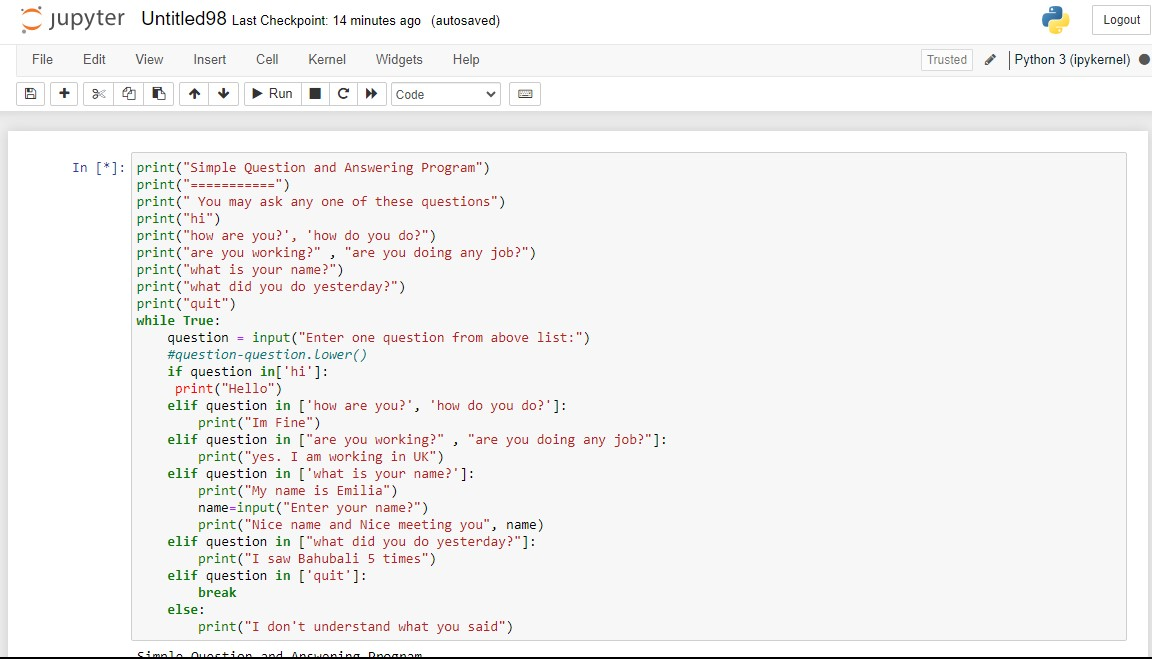 jupyter Untitled98 Last Checkpoint: 14 minutes ago (autosaved)
Logout
File Edit View Insert Cell Kernel Widgets Help
Trusted Python 3 (ipykernel)
Run Code
In [*]: print("Simple Question and Answering Program")
print("===========")
print(" You may ask any one of these questions")
print("hi")
print("how are you?', 'how do you do?")
print("are you working?" , "are you doing any job?")
print("what is your name?")
print("what did you do yesterday?")
print("quit")
while True:
    question = input("Enter one question from above list:")
    #question-question.lower()
    if question in['hi']:
     print("Hello")
    elif question in ['how are you?', 'how do you do?']:
        print("Im Fine")
    elif question in ["are you working?" , "are you doing any job?"]:
        print("yes. I am working in UK")
    elif question in ['what is your name?']:
        print("My name is Emilia")
        name=input("Enter your name?")
        print("Nice name and Nice meeting you", name)
    elif question in ["what did you do yesterday?"]:
        print("I saw Bahubali 5 times")
    elif question in ['quit']:
        break
    else:
        print("I don't understand what you said")
Simple Question and Answering Program